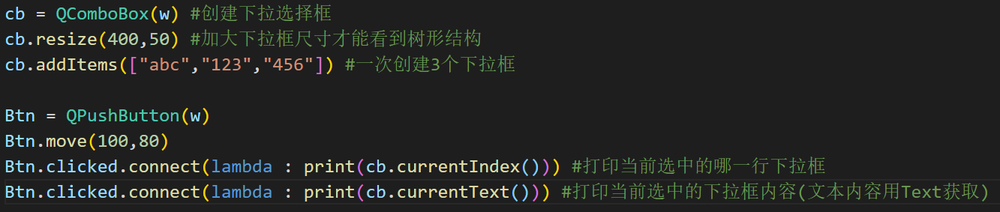 cb = QComboBox(w) #创建下拉选择框
cb.resize(400,50) #加大下拉框尺寸才能看到树形结构
cb.addItems(["abc","123","456"]) #一次创建3个下拉框
Btn = QPushButton(w)
Btn.move(100,80)
Btn.clicked.connect(lambda : print(cb.currentIndex())) #打印当前选中的哪一行下拉框
Btn.clicked.connect(lambda : print(cb.currentText())) #打印当前选中的下拉框内容(文本内容用Text获取)